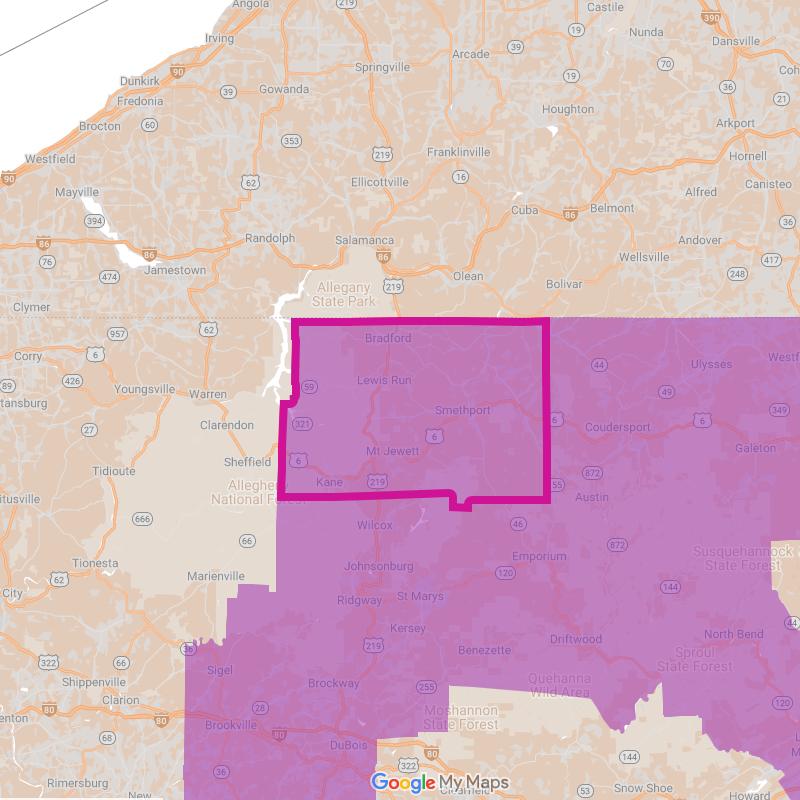 Angola
219
Castile
Nunda
390
Dansville
Irving
Arcade
39
19
Springville
70
90
Dunkirk
Fredonia
39
Gowanda
19
36
21
Brocton
60
Houghton
Arkport
353
219
Franklinville
Hornell
Westfield
90
62
Ellicottville
16
Canisteo
Mayville
Alfred
394
Cuba
86
Belmont
36
86
Randolph
Salamanca
Andover
76
86
86
Wellsville
417
474
Jamestown
Olean
248
219
Bolivar
Allegany
State Park
Clymer
957
62
Bradford
Corry
6
44
Ulysses
89
426
Youngsville
Warren
59
Lewis Run
49
Smethport
349
27
Clarendon
321
6
6
Coudersport
6
Galeton
Sheffield
6
Mt Jewett
Tidioute
872
Kane
219
Austin
National
666
Wilcox
46
66
872
Susquehannock
State Forest
Tionesta
Johnsonburg
Emporium
120
62
Marienville
144
City
Ridgway
St Marys
44
36
Kersey
Driftwood
North Bend
322
66
Sigel
219
Benezette
Sproul
State Forest
Shippenville
Brockway
255
Quehanna
Wild Area
120
Clarion
28
Moshannon
State Forest
80
Brookville
80
68
DuBois
80
144
36
322
Rimersburg
Google My Maps
53
Snow Shoe
New
Howard